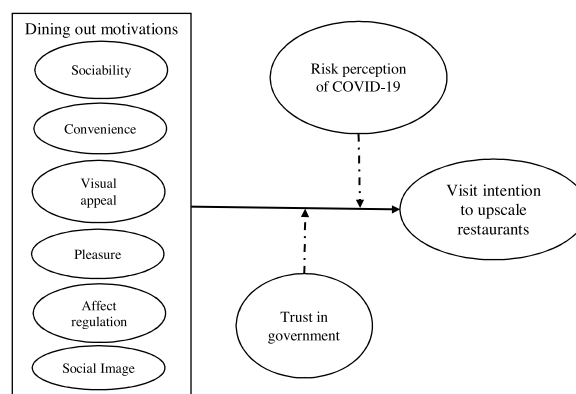 Dining out motivations
Sociability
Convenience
Visual
appeal
Pleasure
Affect
regulation
Social Image
Risk perception
of COVID-19
Visit intention
to upscale
restaurants
Trust in
government